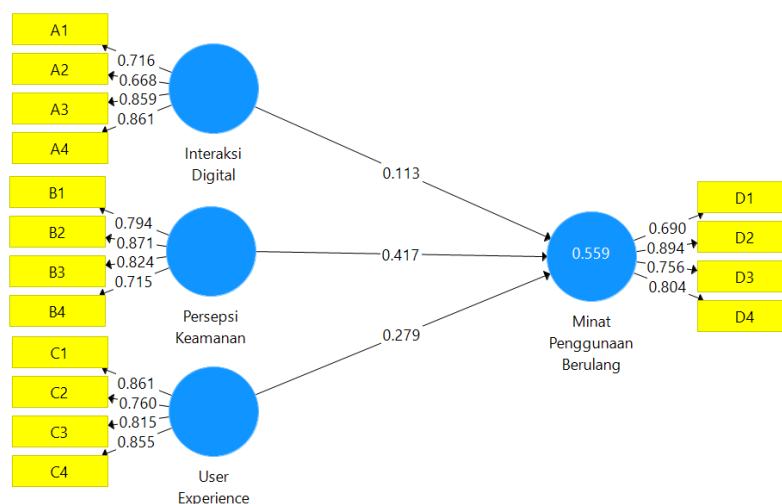 A1
A2
A3
A4
0.716
0.668
0.859
0.861
Interaksi
Digital
B1
B2
B3
B4
0.794
0.871
0.824
0.715
Persepsi
Keamanan
C1
C2
C3
C4
0.861
0.760
0.815
0.855
User
Experience
0.113
0.417
0.279
0.559
Minat
Penggunaan
Berulang
0.690
0.894
0.756
0.804
D1
D2
D3
D4